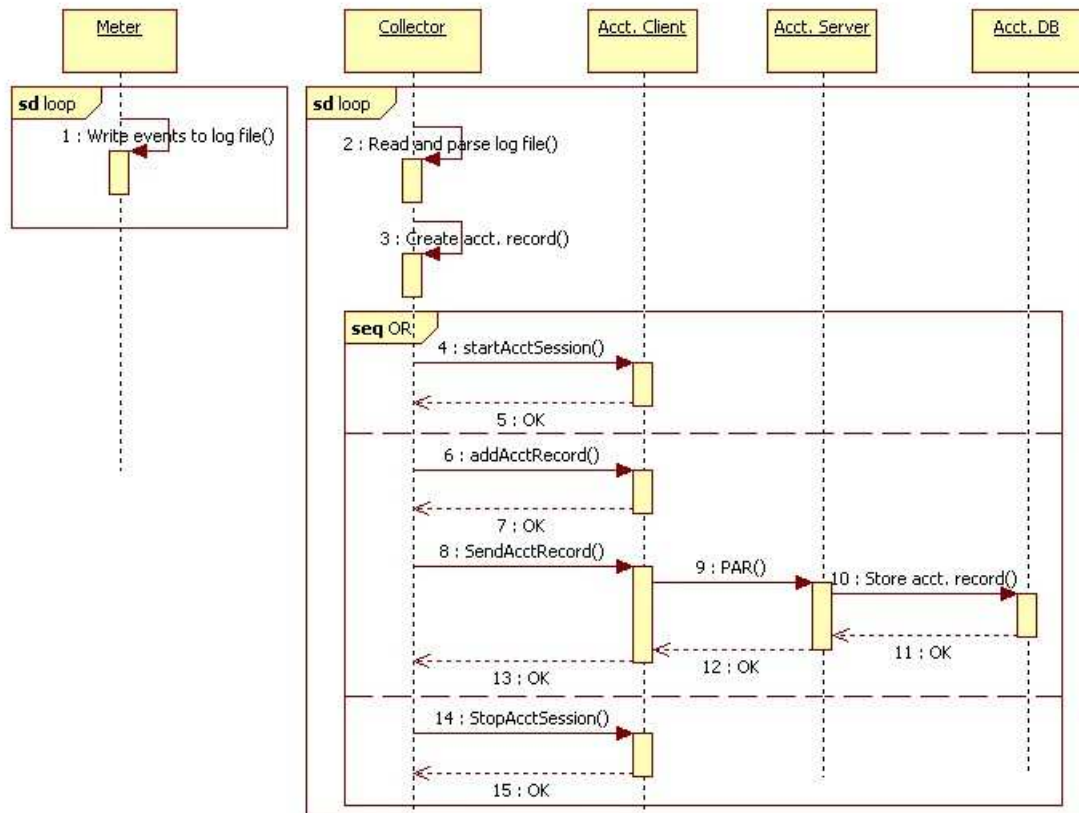 Meter
Collector
Acct. Client
Acct. Server
Acct. DB
sd loop
sd loop
1 : Write events to log file()
2 : Read and parse log file()
3 : Create acct. record()
seq OR
4 : startAcctSession()
5 : OK
6 : addAcctRecord()
7 : OK
8 : SendAcctRecord()
9 : PAR()
10 : Store acct. record()
11 : OK
12 : OK
13 : OK
14 : StopAcctSession()
15 : OK